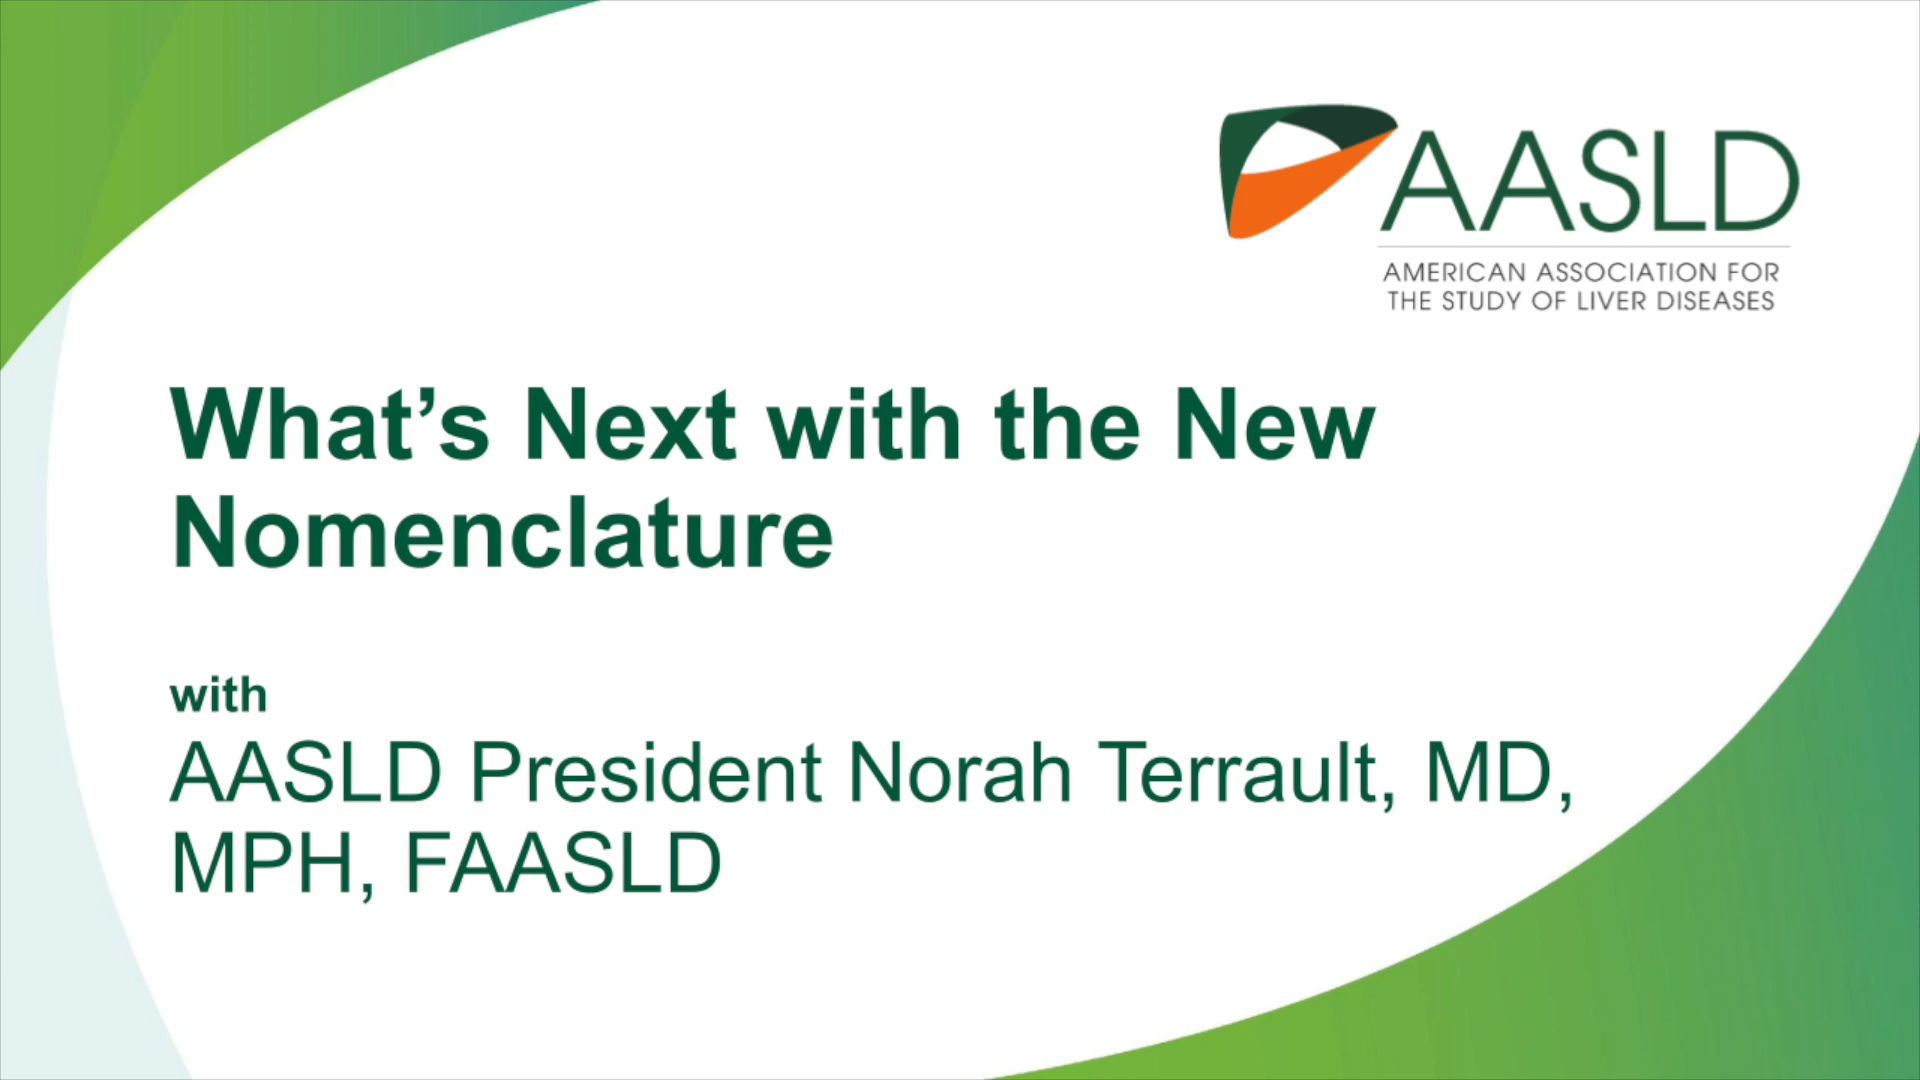 AASLD
AMERICAN ASSOCIATION FOR
THE STUDY OF LIVER DISEASES
What’s Next with the New
Nomenclature
with
AASLD President Norah Terrault, MD,
MPH, FAASLD